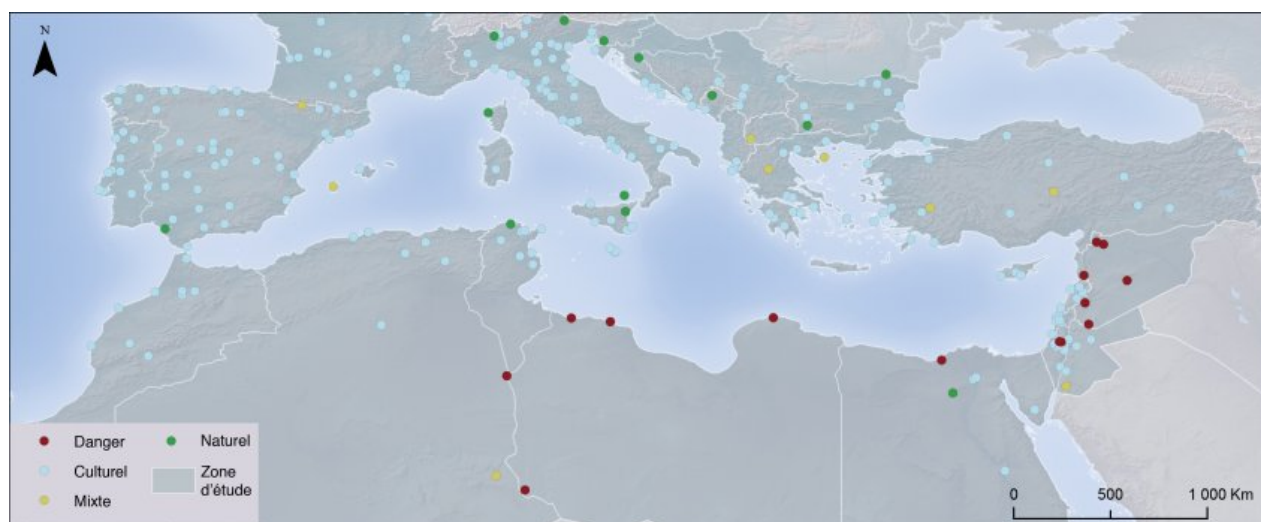 N
Danger
Naturel
Culturel
Zone
d'étude
Mixte
0 500 1 000 Km